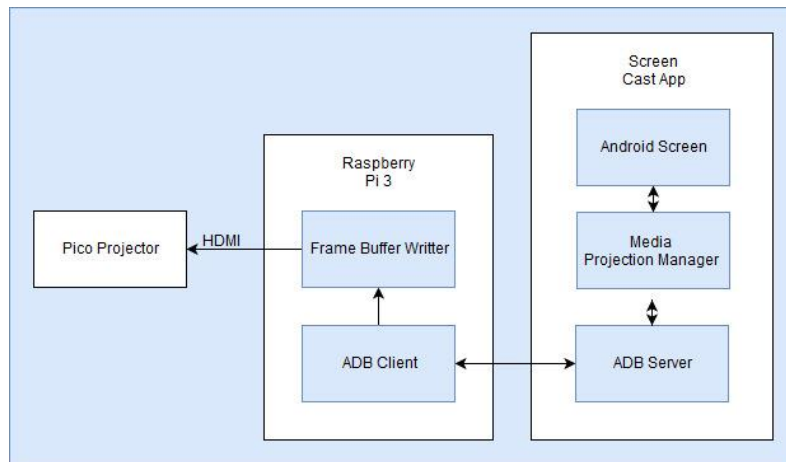 Screen
Cast App
Android Screen
Raspberry
Pi 3
Pico Projector
HDMI
Frame Buffer Writter
Media
Projection Manager
ADB Client
ADB Server